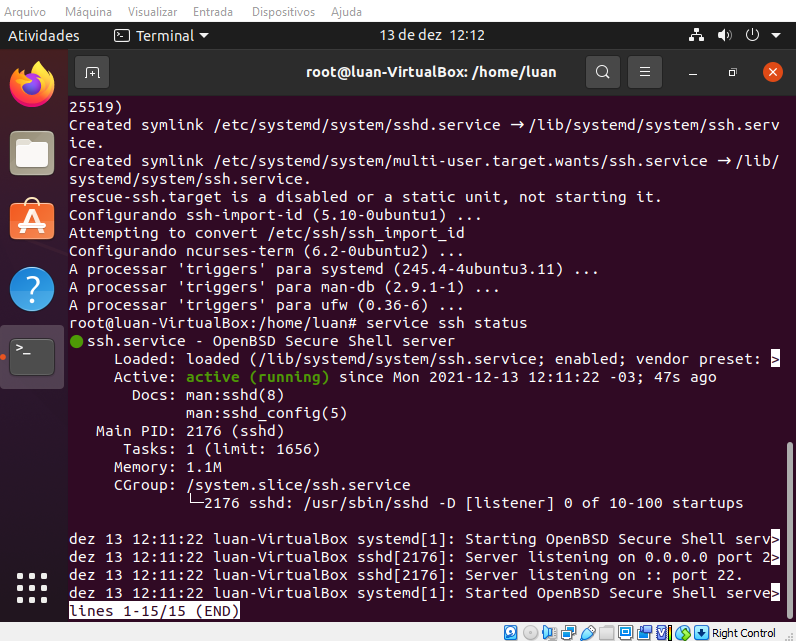 Arquivo Máquina Visualizar Entrada Dispositivos Ajuda
Atividades Terminal 13 de dez 12:12
root@luan-VirtualBox: /home/luan
25519)
Created symlink /etc/systemd/system/sshd.service → /lib/systemd/system/ssh.serv
ice.
Created symlink /etc/systemd/system/multi-user.target.wants/ssh.service → /lib/
systemd/system/ssh.service.
rescue-ssh.target is a disabled or a static unit, not starting it.
Configurando ssh-import-id (5.10-0ubuntu1) ...
Attempting to convert /etc/ssh/ssh_import_id
Configurando ncurses-term (6.2-0ubuntu2) ...
A processar 'triggers' para systemd (245.4-4ubuntu3.11) ...
A processar 'triggers' para man-db (2.9.1-1) ...
A processar 'triggers' para ufw (0.36-6) ...
root@luan-VirtualBox:/home/luan# service ssh status
● ssh.service - OpenBSD Secure Shell server
Loaded: loaded (/lib/systemd/system/ssh.service; enabled; vendor preset: >
Active: active (running) since Mon 2021-12-13 12:11:22 -03; 47s ago
Docs: man:sshd(8)
man:sshd_config(5)
Main PID: 2176 (sshd)
Tasks: 1 (limit: 1656)
Memory: 1.1M
CGroup: /system.slice/ssh.service
└─2176 sshd: /usr/sbin/sshd -D [listener] 0 of 10-100 startups
dez 13 12:11:22 luan-VirtualBox systemd[1]: Starting OpenBSD Secure Shell serv>
dez 13 12:11:22 luan-VirtualBox sshd[2176]: Server listening on 0.0.0.0 port 2>
dez 13 12:11:22 luan-VirtualBox sshd[2176]: Server listening on :: port 22.
dez 13 12:11:22 luan-VirtualBox systemd[1]: Started OpenBSD Secure Shell serve>
lines 1-15/15 (END)
Right Control